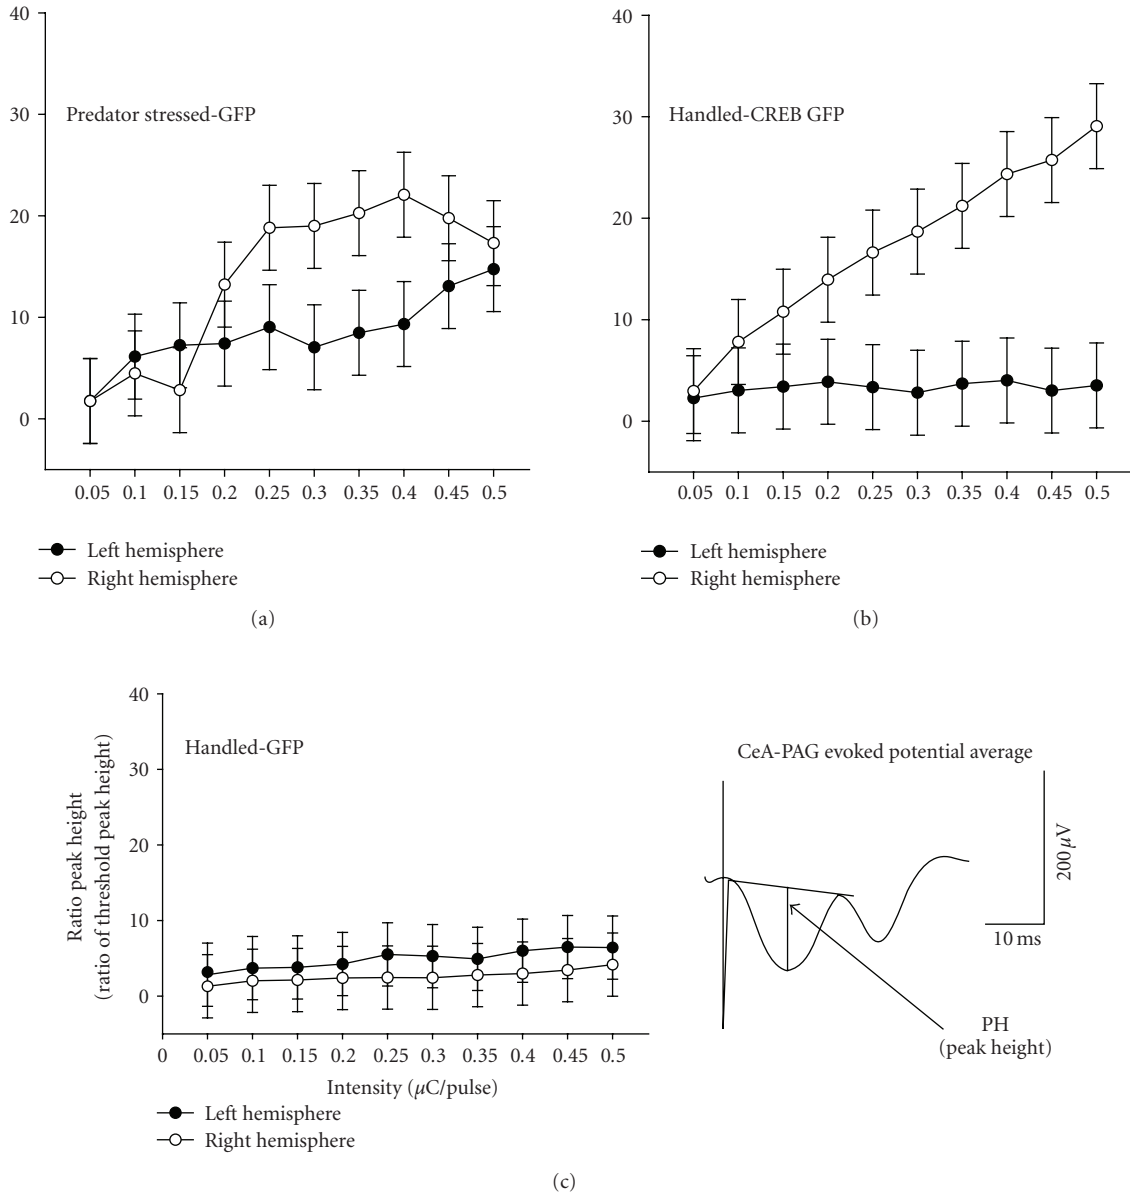 40
30
20
10
0
Predator stressed-GFP
0.05 0.1 0.15 0.2 0.25 0.3 0.35 0.4 0.45 0.5
Left hemisphere
Right hemisphere
(a)
40
30
20
10
0
Handled-CREB GFP
0.05 0.1 0.15 0.2 0.25 0.3 0.35 0.4 0.45 0.5
Left hemisphere
Right hemisphere
(b)
Ratio peak height
(ratio of threshold peak height)
40
30
20
10
0
Handled-GFP
0 0.05 0.1 0.15 0.2 0.25 0.3 0.35 0.4 0.45 0.5
Intensity (μC/pulse)
Left hemisphere
Right hemisphere
CeA-PAG evoked potential average
200 μV
10 ms
PH
(peak height)
(c)